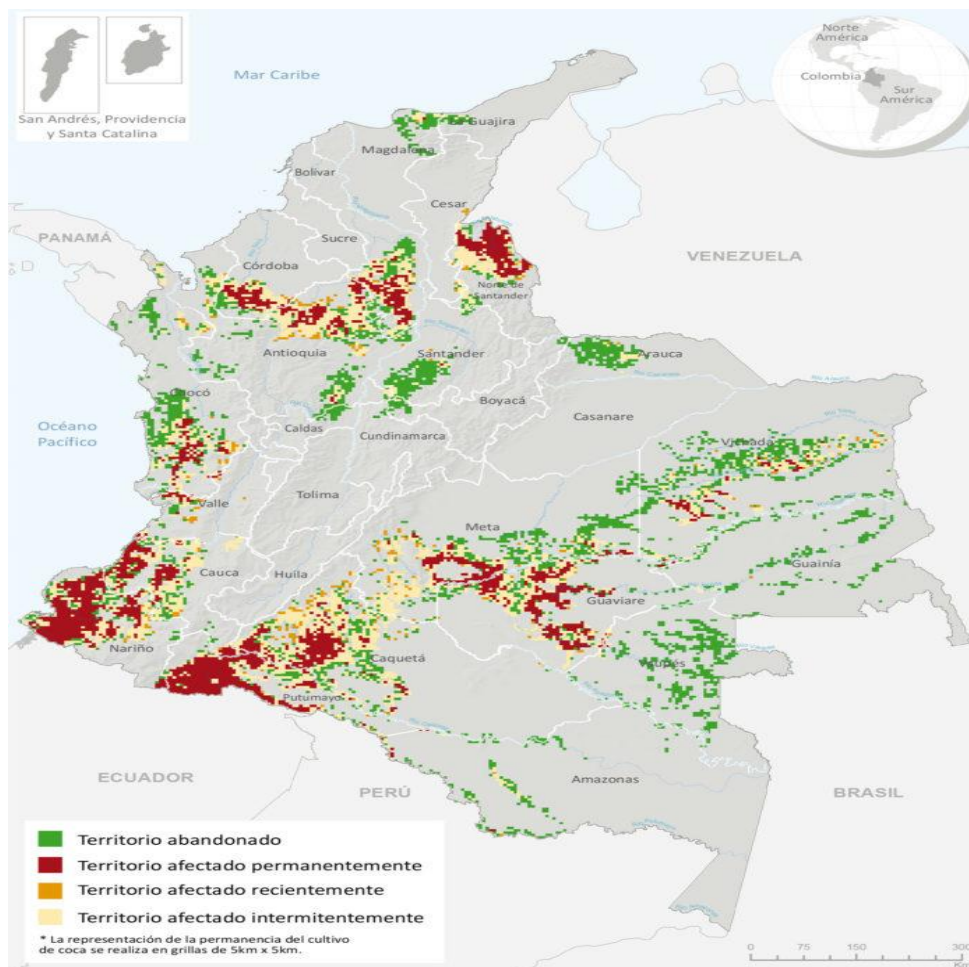 Norte
América
Colombia
Sur
América
San Andrés, Providencia
y Santa Catalina
Mar Caribe
La Guajira
Magdalena
Bolívar
Cesar
PANAMÁ
Sucre
Córdoba
VENEZUELA
Norte de
Santander
Antioquia
Santander
Arauca
Chocó
Boyacá
Casanare
Océano
Pacífico
Caldas
Cundinamarca
Vichada
Valle
Tolima
Meta
Cauca
Huila
Guainía
Guaviare
Nariño
Caquetá
Vaupés
Putumayo
ECUADOR
PERÚ
Amazonas
BRASIL
Territorio abandonado
Territorio afectado permanentemente
Territorio afectado recientemente
Territorio afectado intermitentemente
* La representación de la permanencia del cultivo
de coca se realiza en grillas de 5km x 5km.
0 75 150 300